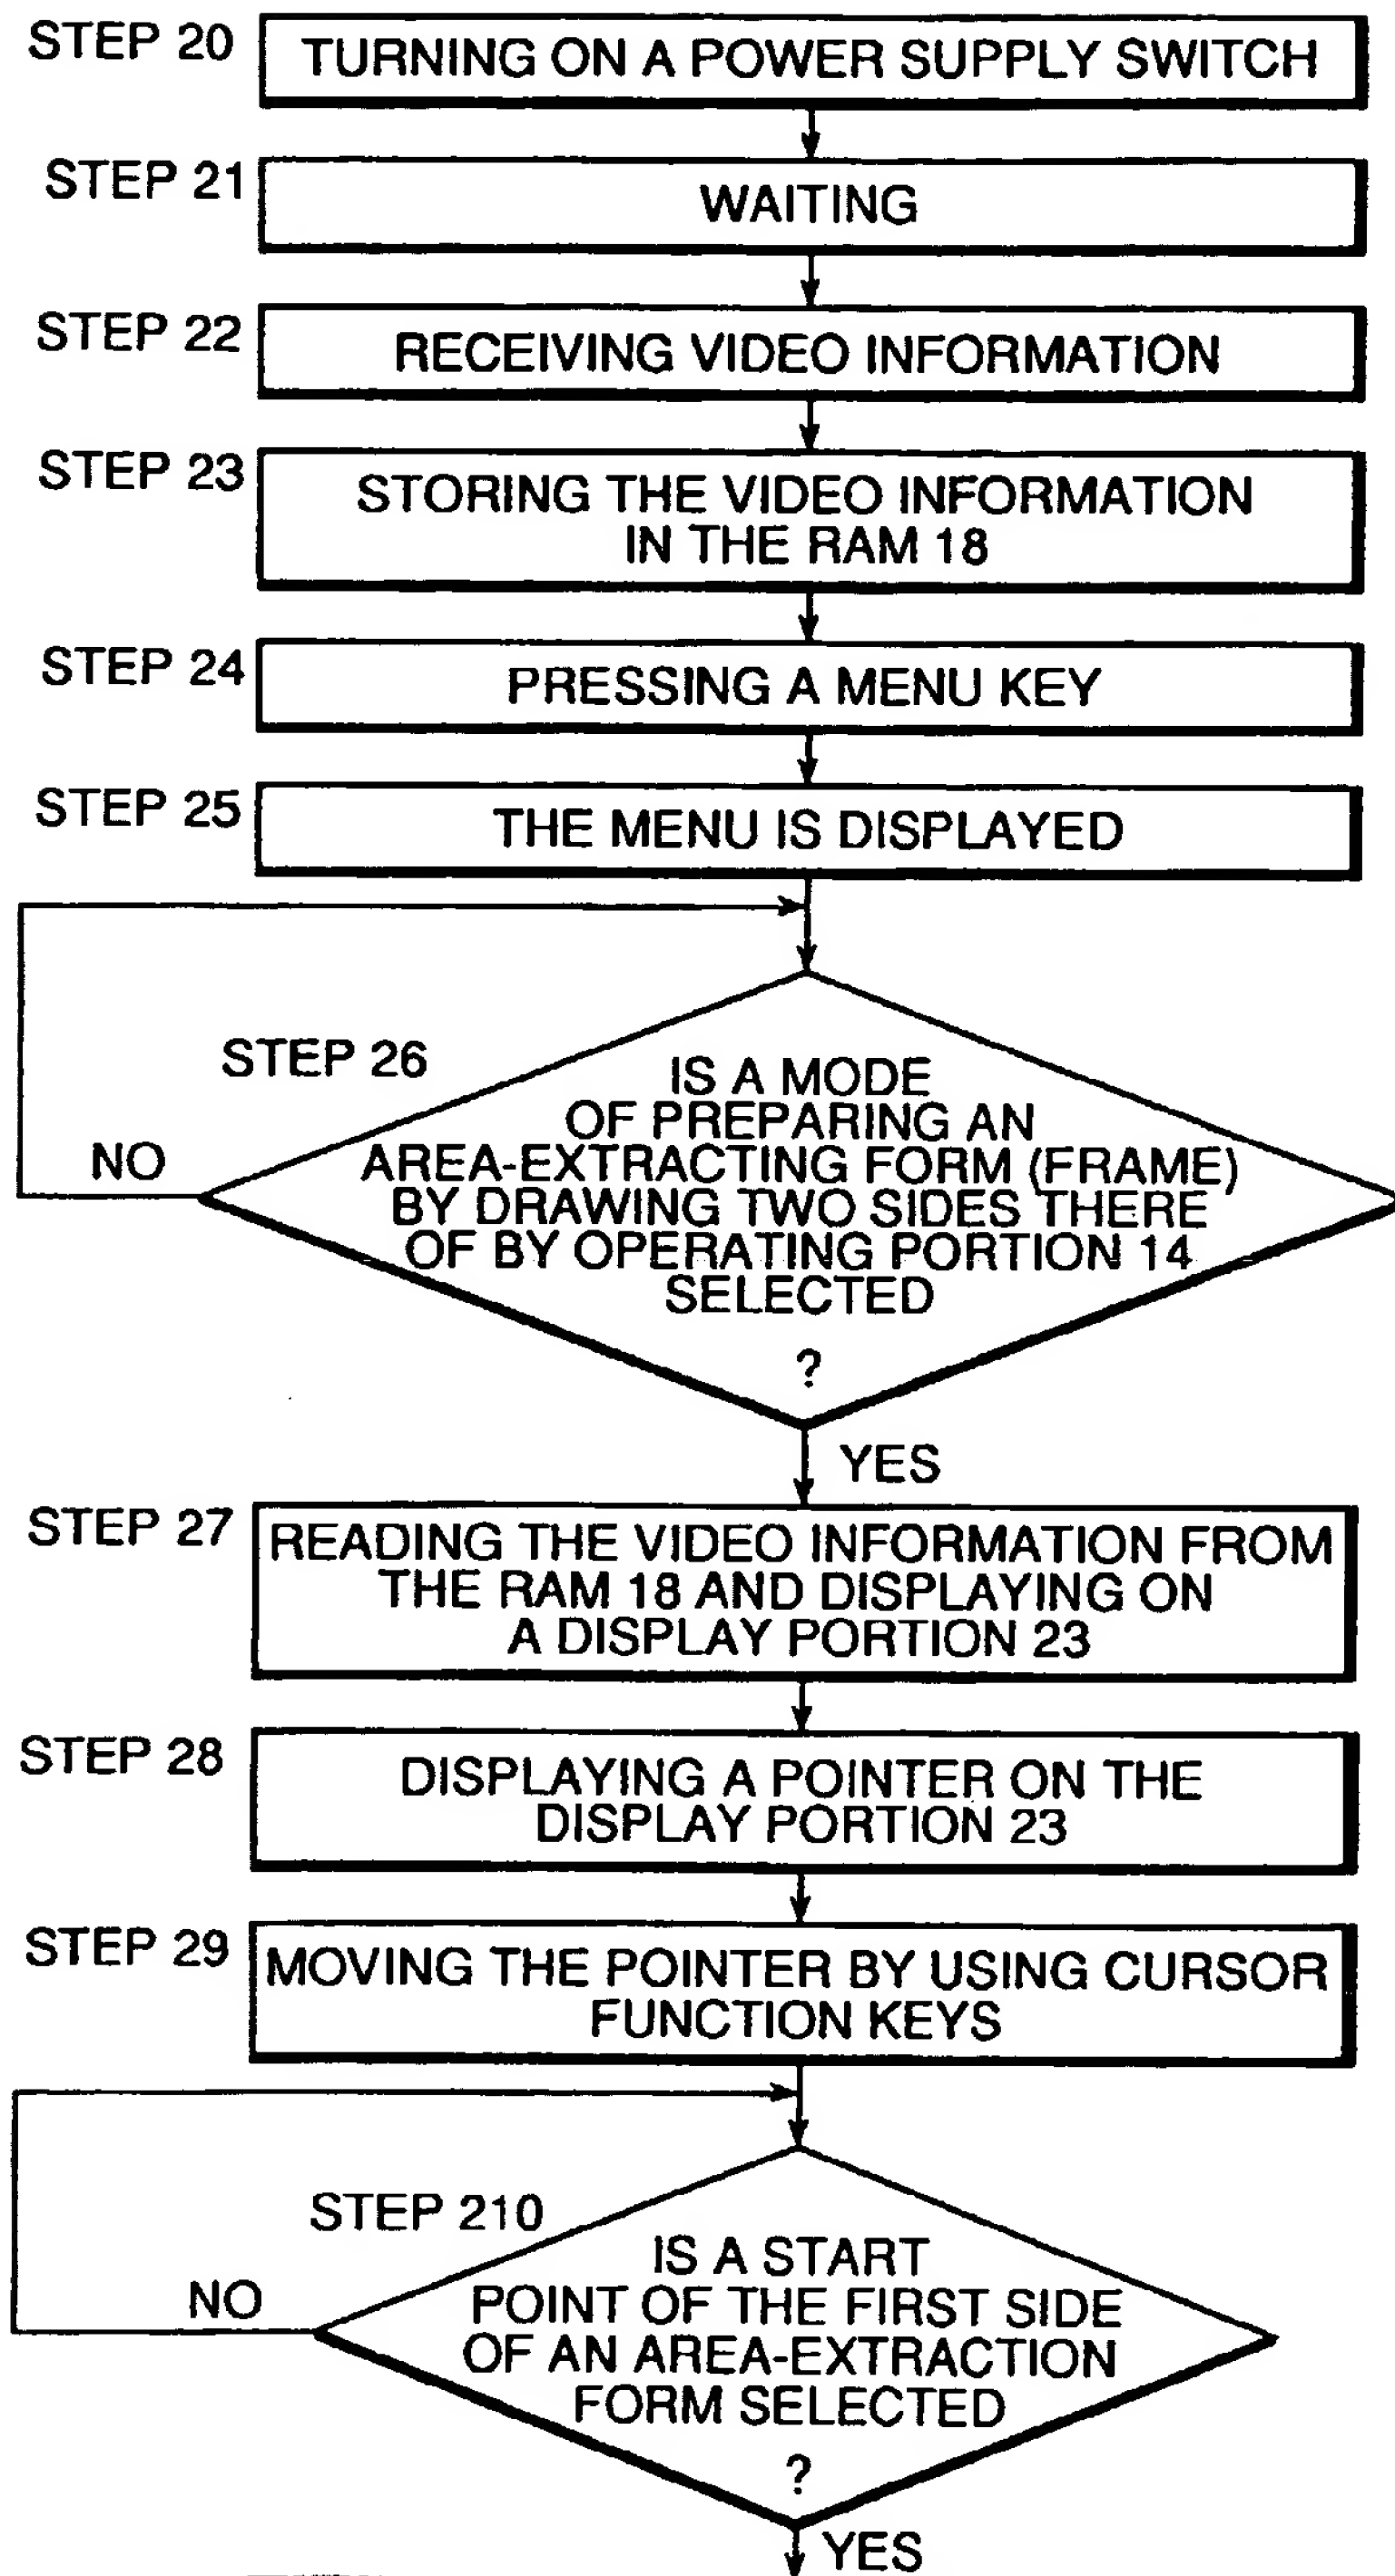 STEP 20
TURNING ON A POWER SUPPLY SWITCH
STEP 21
WAITING
STEP 22
RECEIVING VIDEO INFORMATION
STEP 23
STORING THE VIDEO INFORMATION
IN THE RAM 18
STEP 24
PRESSING A MENU KEY
STEP 25
THE MENU IS DISPLAYED
STEP 26
IS A MODE
OF PREPARING AN
AREA-EXTRACTING FORM (FRAME)
BY DRAWING TWO SIDES THERE
OF BY OPERATING PORTION 14
SELECTED
?
NO
YES
STEP 27
READING THE VIDEO INFORMATION FROM
THE RAM 18 AND DISPLAYING ON
A DISPLAY PORTION 23
STEP 28
DISPLAYING A POINTER ON THE
DISPLAY PORTION 23
STEP 29
MOVING THE POINTER BY USING CURSOR
FUNCTION KEYS
STEP 210
IS A START
POINT OF THE FIRST SIDE
OF AN AREA-EXTRACTION
FORM SELECTED
?
NO
YES